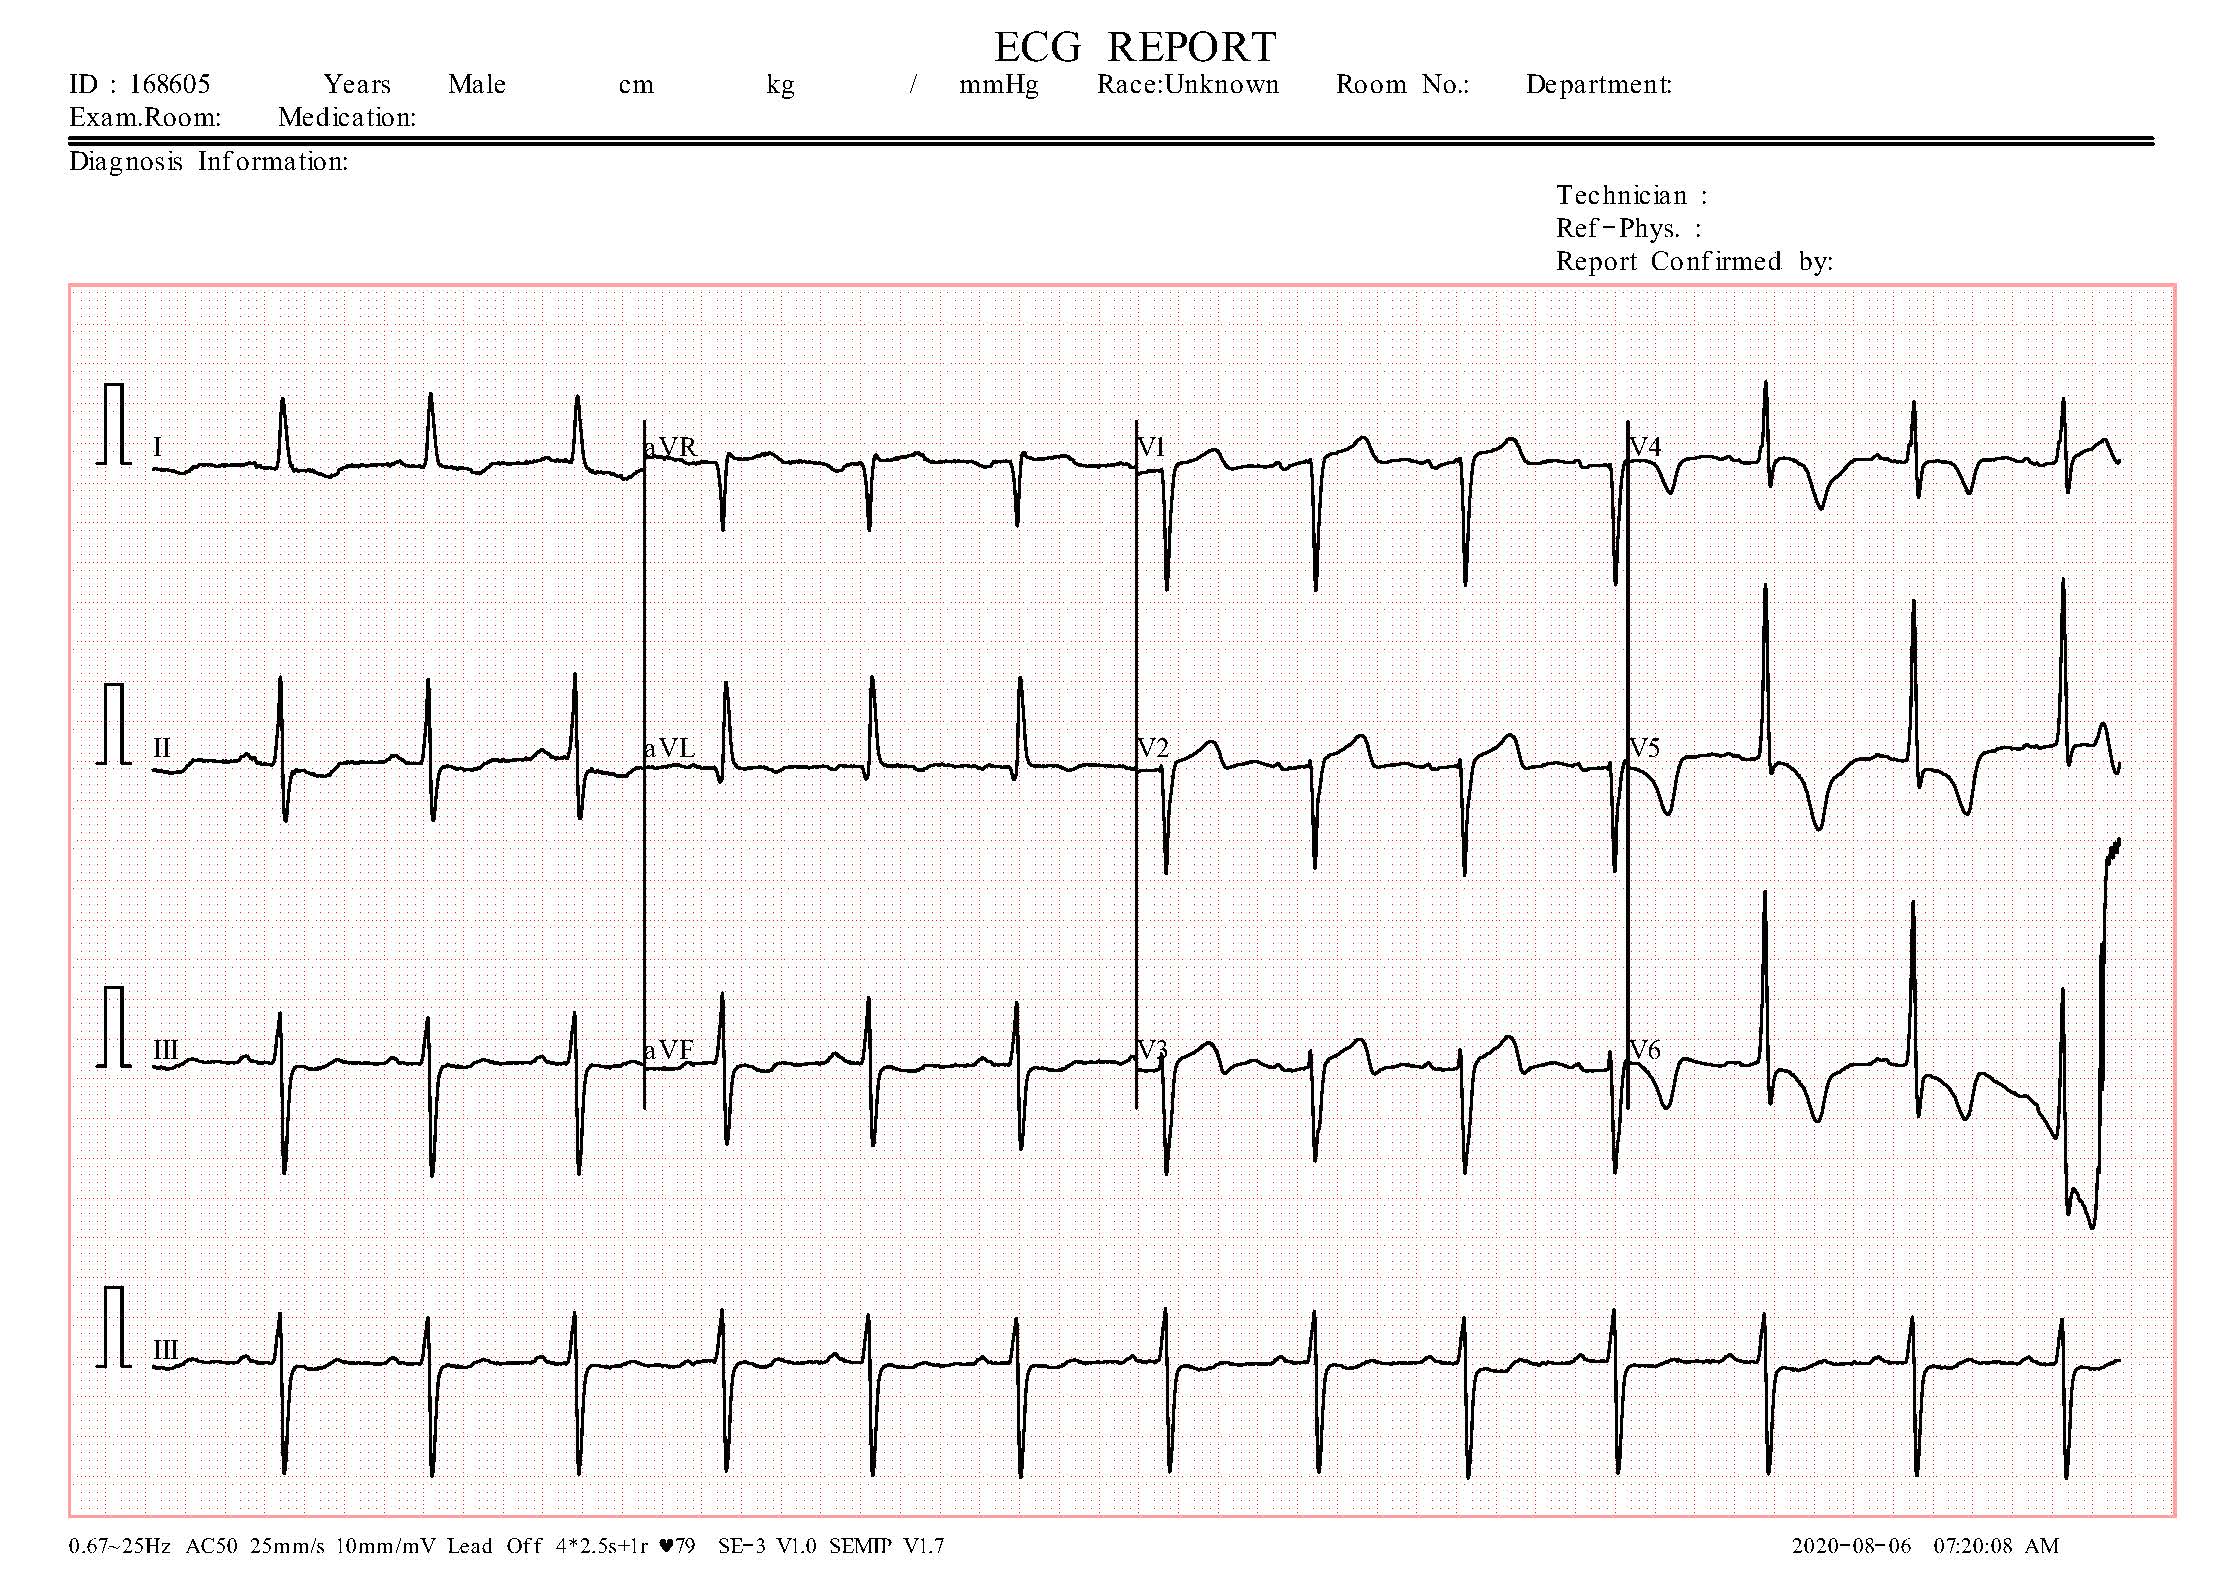 ECG REPORT
ID : 168605 Years Male cm kg / mmHg Race:Unknown Room No.: Department:
Exam.Room: Medication:
Diagnosis Information:
Technician :
Ref-Phys. :
Report Confirmed by:
I aVR V1 V4
II aVL V2 V5
III aVF V3 V6
III
0.67~25Hz AC50 25mm/s 10mm/mV Lead Off 4*2.5s+1r ♥79 SE-3 V1.0 SEMIP V1.7 2020-08-06 07:20:08 AM